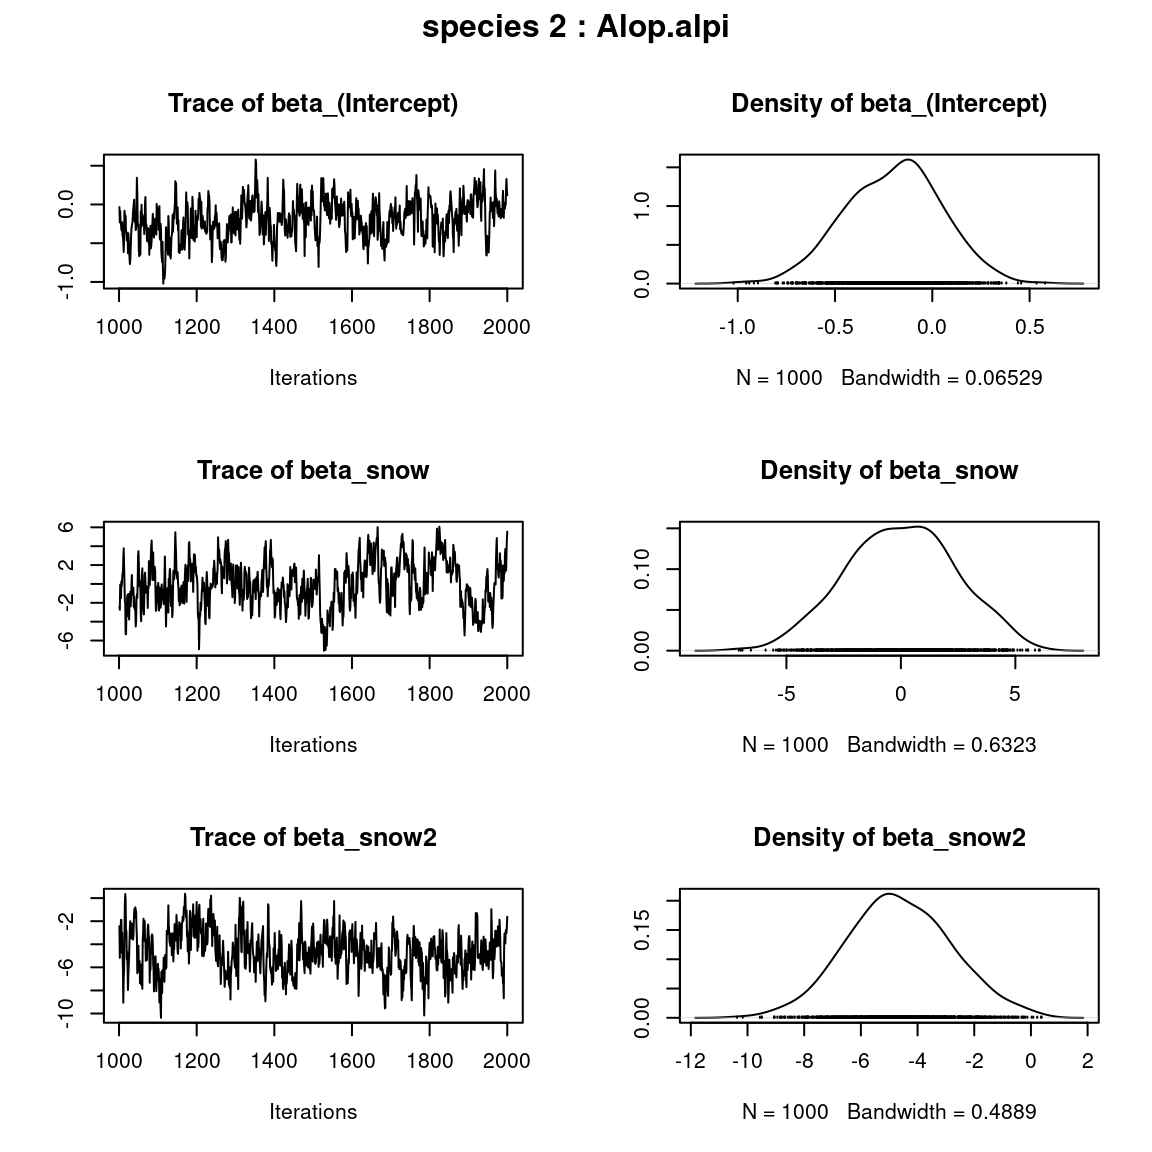 species 2 : Alop.alpi
Trace of beta_(Intercept)
0.0
-1.0
1000 1200 1400 1600 1800 2000
Iterations
Density of beta_(Intercept)
1.0
0.0
-1.0 -0.5 0.0 0.5
N = 1000 Bandwidth = 0.06529
Trace of beta_snow
6
2
-2
-6
1000 1200 1400 1600 1800 2000
Iterations
Density of beta_snow
0.10
0.00
-5 0 5
N = 1000 Bandwidth = 0.6323
Trace of beta_snow2
-2
-6
-10
1000 1200 1400 1600 1800 2000
Iterations
Density of beta_snow2
0.15
0.00
-12 -10 -8 -6 -4 -2 0 2
N = 1000 Bandwidth = 0.4889